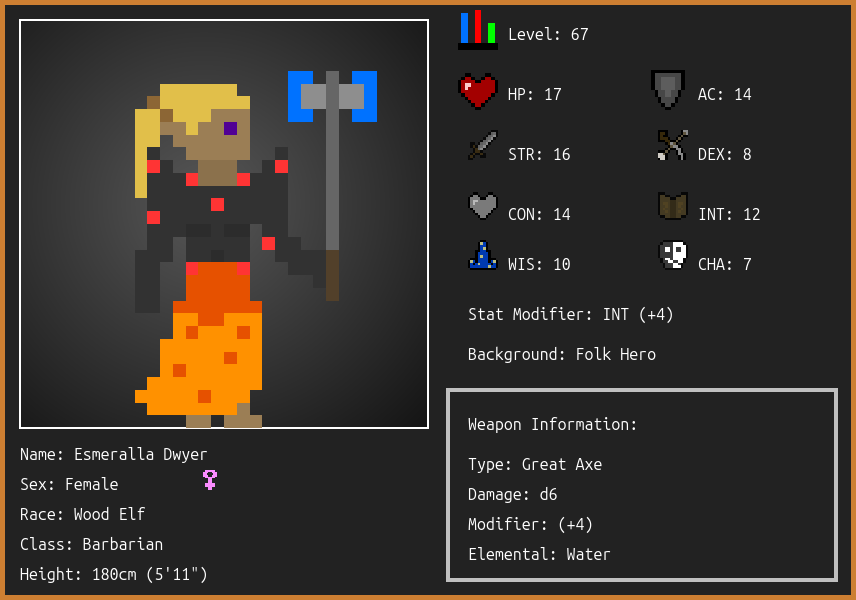 Level: 67
HP: 17
AC: 14
STR: 16
DEX: 8
CON: 14
INT: 12
WIS: 10
CHA: 7
Stat Modifier: INT (+4)
Background: Folk Hero
Weapon Information:
Type: Great Axe
Damage: d6
Modifier: (+4)
Elemental: Water
Name: Esmeralla Dwyer
Sex: Female
Race: Wood Elf
Class: Barbarian
Height: 180cm (5'11")